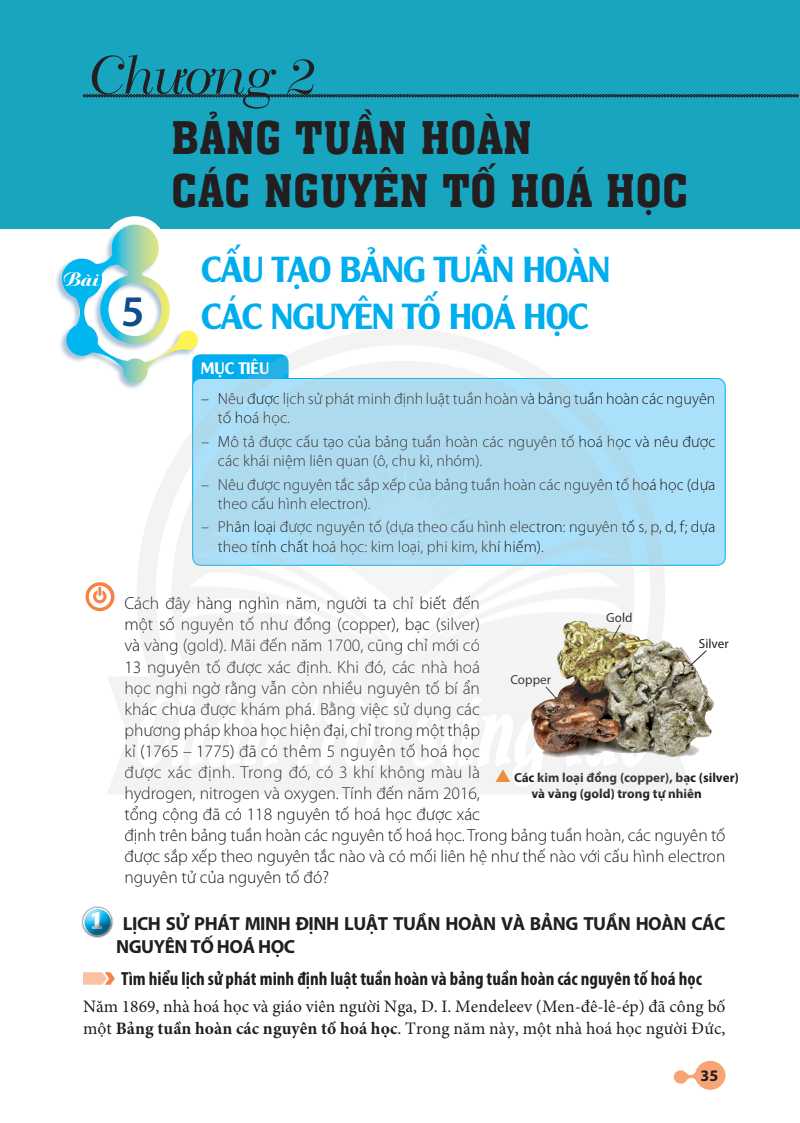 Chương 2
BẢNG TUẦN HOÀN
CÁC NGUYÊN TỐ HOÁ HỌC
Bài
5
CẤU TẠO BẢNG TUẦN HOÀN
CÁC NGUYÊN TỐ HOÁ HỌC
MỤC TIÊU
– Nêu được lịch sử phát minh định luật tuần hoàn và bảng tuần hoàn các nguyên
tố hoá học.
– Mô tả được cấu tạo của bảng tuần hoàn các nguyên tố hoá học và nêu được
các khái niệm liên quan (ô, chu kì, nhóm).
– Nêu được nguyên tắc sắp xếp của bảng tuần hoàn các nguyên tố hoá học (dựa
theo cấu hình electron).
– Phân loại được nguyên tố (dựa theo cấu hình electron: nguyên tố s, p, d, f; dựa
theo tính chất hoá học: kim loại, phi kim, khí hiếm).
Cách đây hàng nghìn năm, người ta chỉ biết đến
một số nguyên tố như đồng (copper), bạc (silver)
và vàng (gold). Mãi đến năm 1700, cũng chỉ mới có
13 nguyên tố được xác định. Khi đó, các nhà hoá
học nghi ngờ rằng vẫn còn nhiều nguyên tố bí ẩn
khác chưa được khám phá. Bằng việc sử dụng các
phương pháp khoa học hiện đại, chỉ trong một thập
kỉ (1765 – 1775) đã có thêm 5 nguyên tố hoá học
được xác định. Trong đó, có 3 khí không màu là
hydrogen, nitrogen và oxygen. Tính đến năm 2016,
tổng cộng đã có 118 nguyên tố hoá học được xác
định trên bảng tuần hoàn các nguyên tố hoá học. Trong bảng tuần hoàn, các nguyên tố
được sắp xếp theo nguyên tắc nào và có mối liên hệ như thế nào với cấu hình electron
nguyên tử của nguyên tố đó?
Gold
Silver
Copper
▲ Các kim loại đồng (copper), bạc (silver)
và vàng (gold) trong tự nhiên
1 LỊCH SỬ PHÁT MINH ĐỊNH LUẬT TUẦN HOÀN VÀ BẢNG TUẦN HOÀN CÁC
NGUYÊN TỐ HOÁ HỌC
Tìm hiểu lịch sử phát minh định luật tuần hoàn và bảng tuần hoàn các nguyên tố hoá học
Năm 1869, nhà hoá học và giáo viên người Nga, D. I. Mendeleev (Men-đê-lê-ép) đã công bố
một Bảng tuần hoàn các nguyên tố hoá học. Trong năm này, một nhà hoá học người Đức,
35